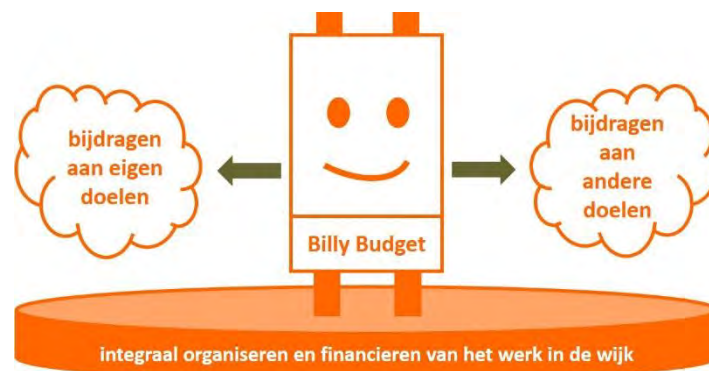 bijdragen
aan eigen
doelen
bijdragen
aan
andere
doelen
Billy Budget
integraal organiseren en financieren van het werk in de wijk